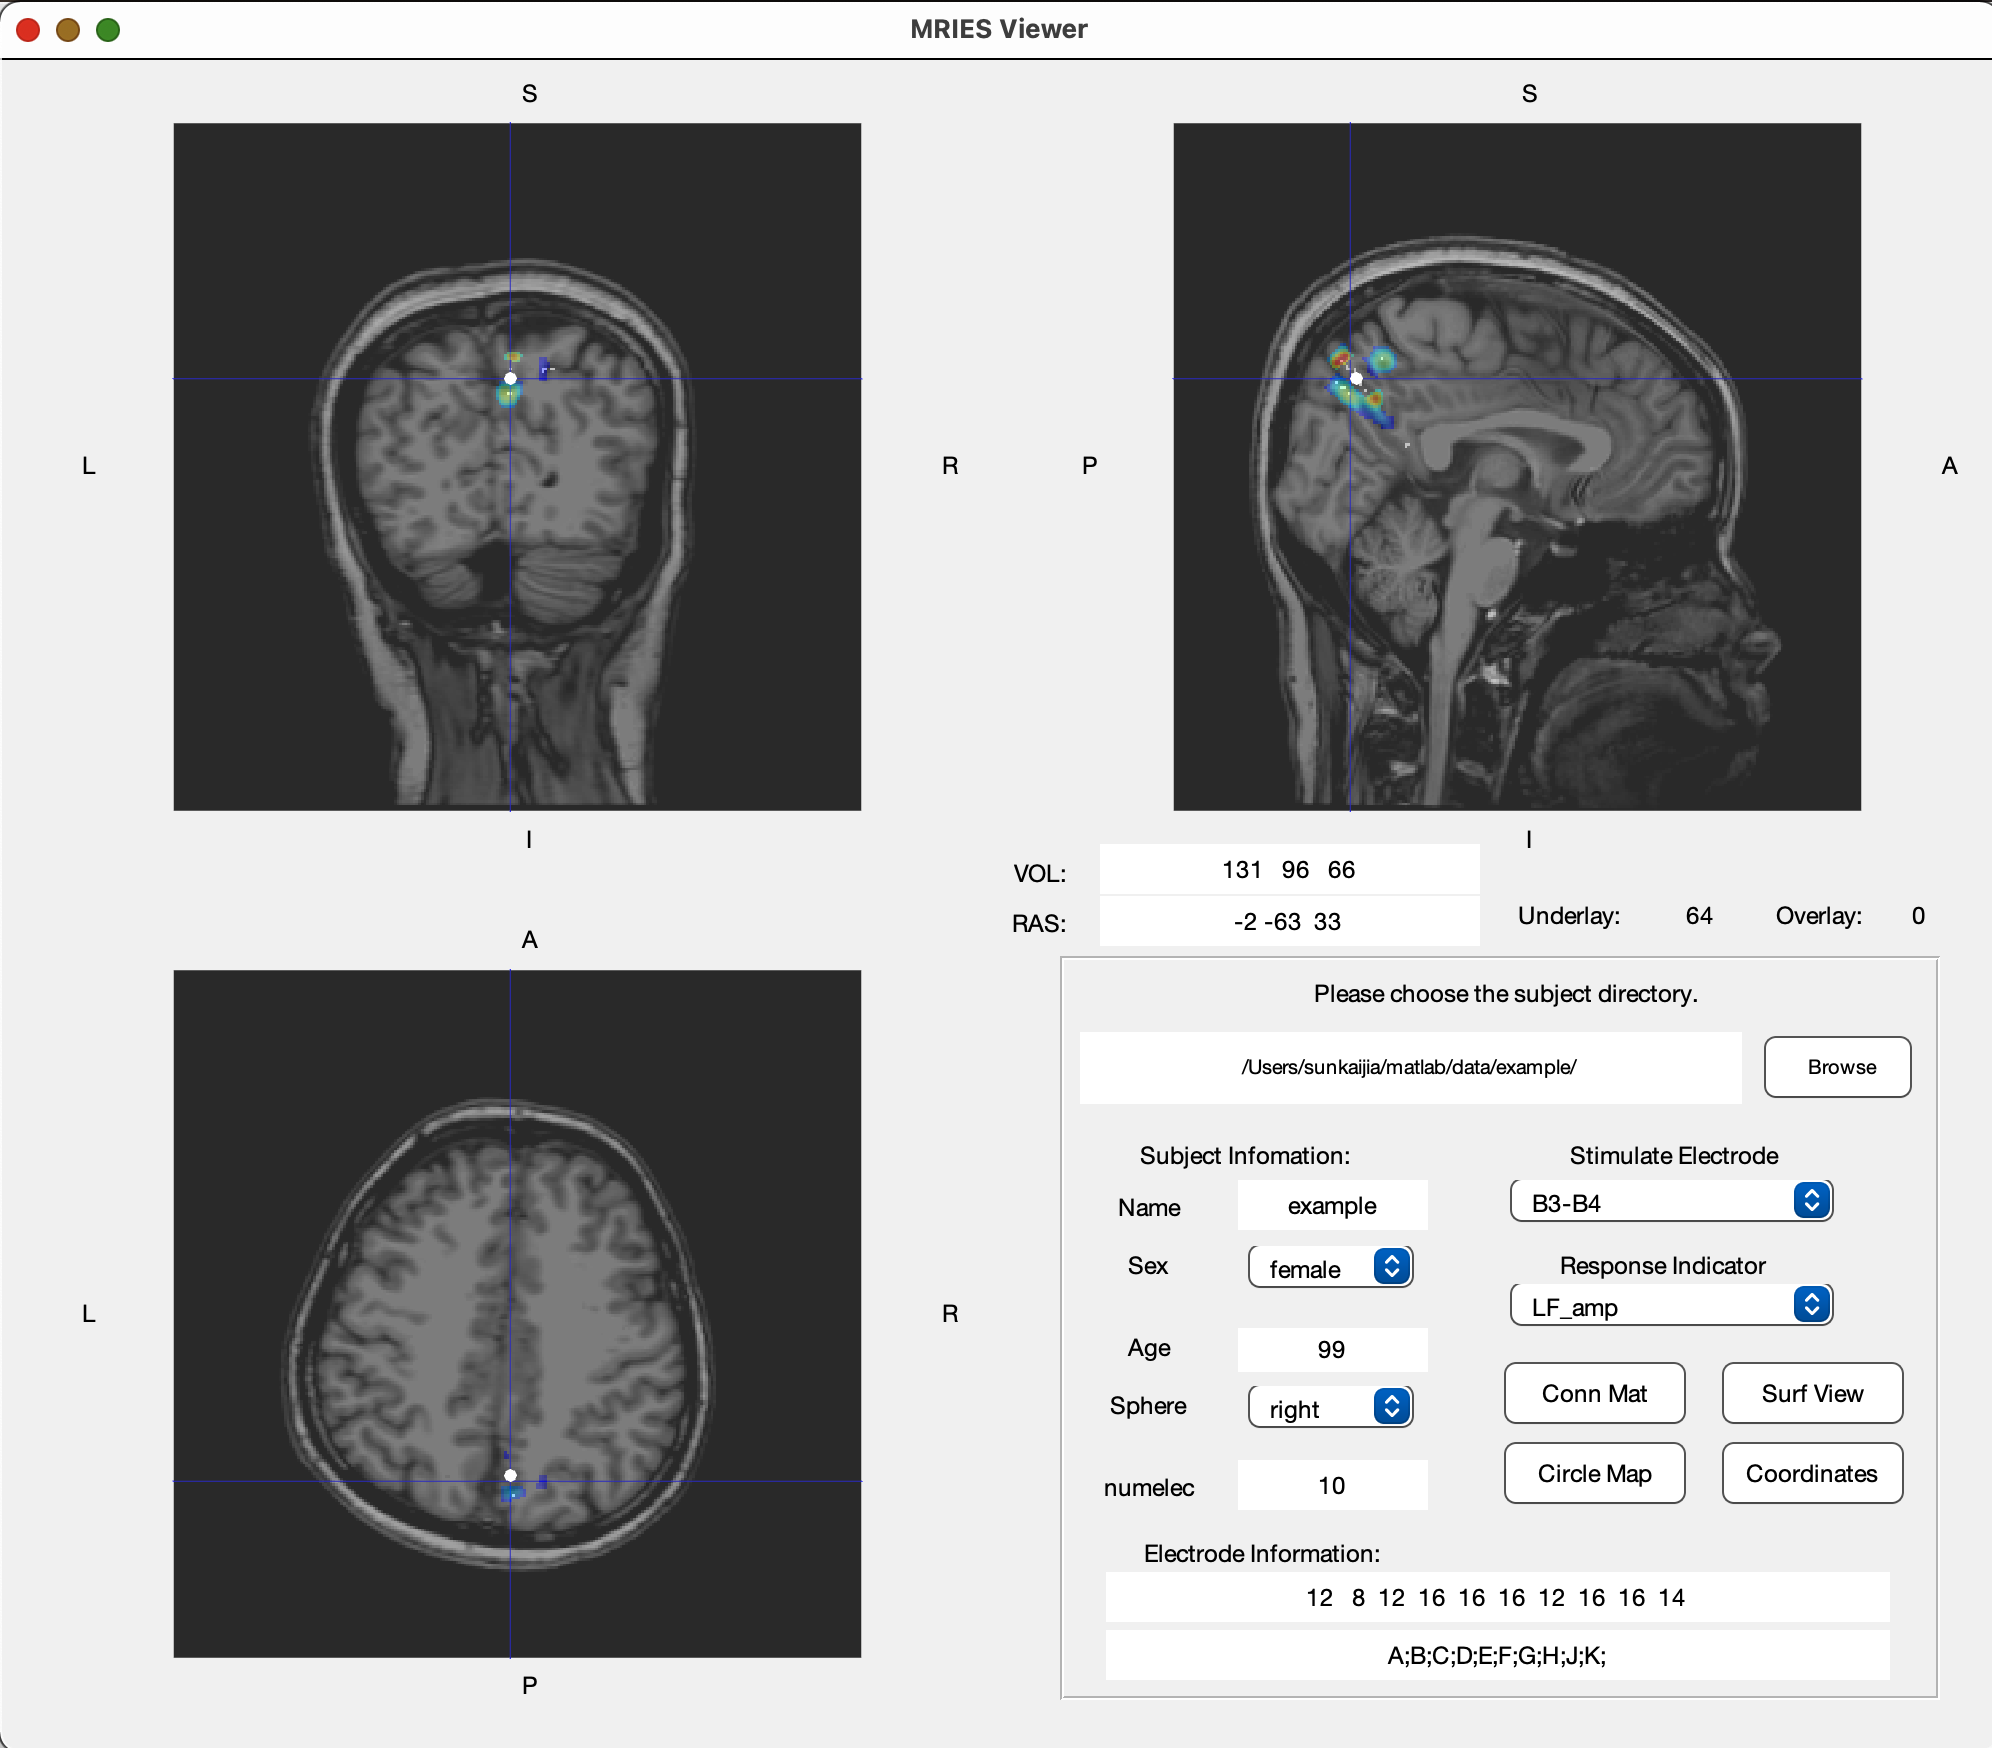 MRIES Viewer
S
S
L
R
P
A
I
I
VOL:
131 96 66
RAS:
-2 -63 33
Underlay:
64
Overlay:
0
A
L
R
P
Please choose the subject directory.
/Users/sunkaijia/matlab/data/example/
Browse
Subject Infomation:
Stimulate Electrode
Name
example
B3-B4
Sex
female
Response Indicator
LF_amp
Age
99
Conn Mat
Surf View
Sphere
right
Circle Map
Coordinates
numelec
10
Electrode Information:
12 8 12 16 16 16 12 16 16 14
A;B;C;D;E;F;G;H;J;K;